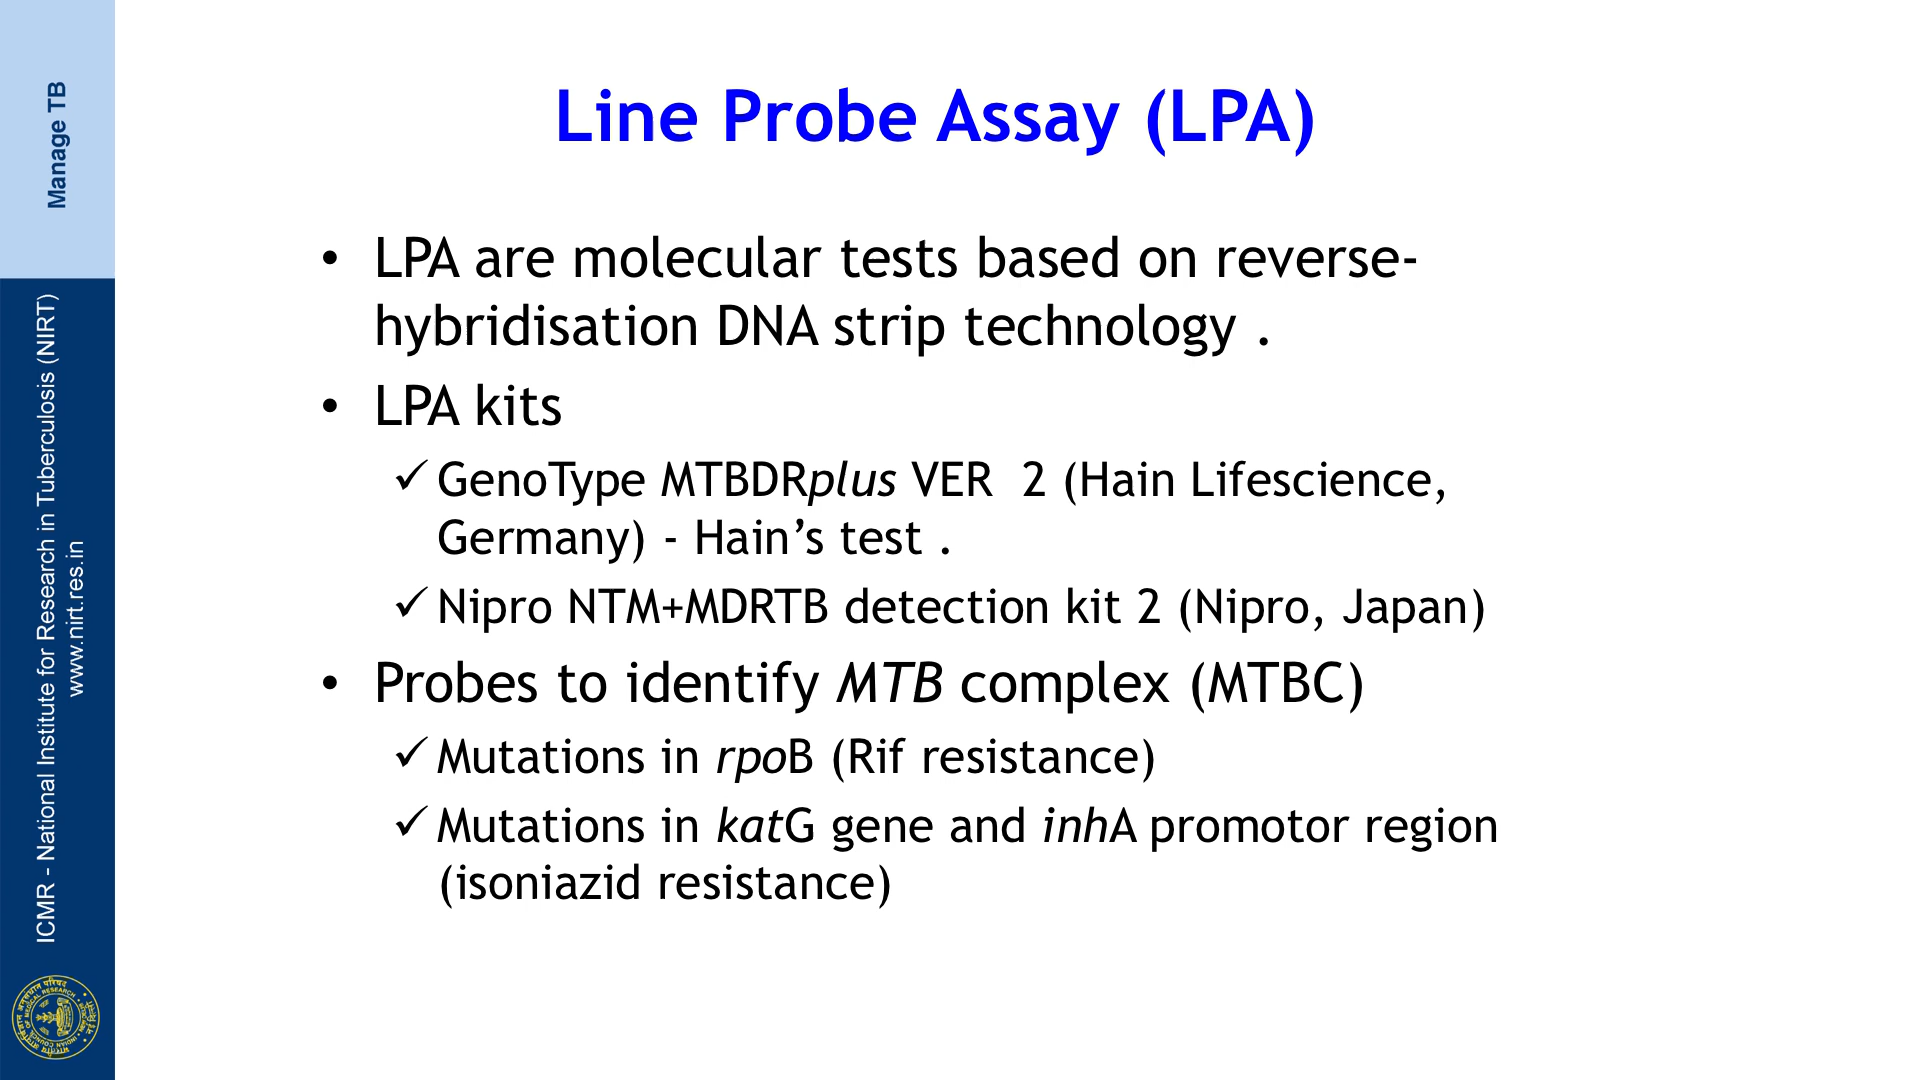 Manage TB
ICMR - National Institute for Research in Tuberculosis (NIRT)
www.nirt.res.in
Line Probe Assay (LPA)
• LPA are molecular tests based on reverse-
hybridisation DNA strip technology .
• LPA kits
✓ GenoType MTBDRplus VER  2 (Hain Lifescience,
Germany) - Hain’s test .
✓ Nipro NTM+MDRTB detection kit 2 (Nipro, Japan)
• Probes to identify MTB complex (MTBC)
✓ Mutations in rpoB (Rif resistance)
✓ Mutations in katG gene and inhA promotor region
(isoniazid resistance)